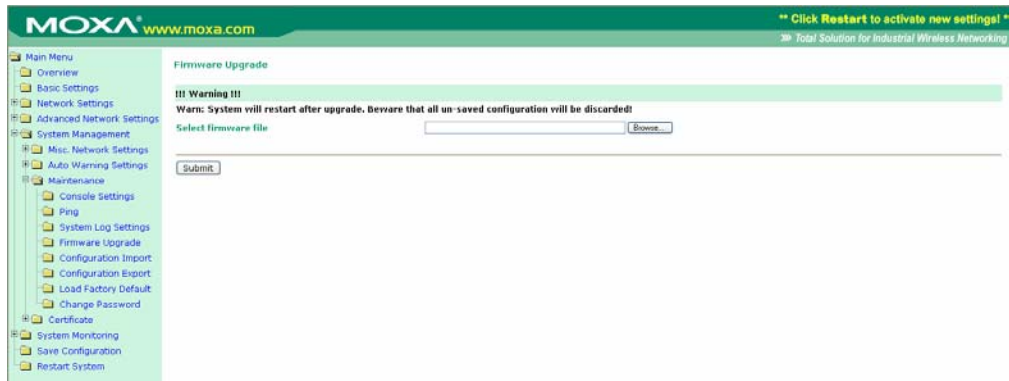 MOXA® www.moxa.com
** Click Restart to activate new settings! *
Total Solution for Industrial Wireless Networking
Main Menu
Overview
Basic Settings
Network Settings
Advanced Network Settings
System Management
Misc. Network Settings
Auto Warning Settings
Maintenance
Console Settings
Ping
System Log Settings
Firmware Upgrade
Configuration Import
Configuration Export
Load Factory Default
Change Password
Certificate
System Monitoring
Save Configuration
Restart System
Firmware Upgrade
!!! Warning !!!
Warn: System will restart after upgrade. Beware that all un-saved configuration will be discarded!
Select firmware file
Browse...
Submit